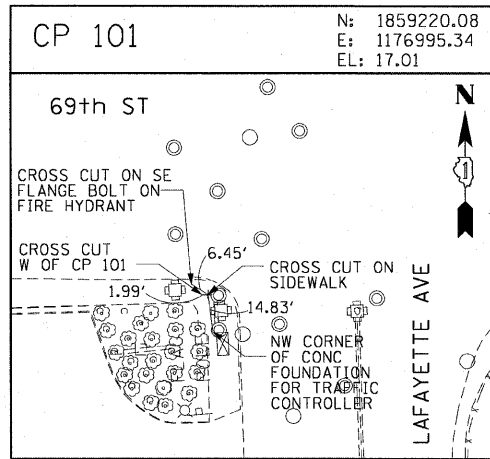 CP 101
N: 1859220.08
E: 1176995.34
EL: 17.01
69th ST
N
CROSS CUT ON SE
FLANGE BOLT ON
FIRE HYDRANT
CROSS CUT
W OF CP 101
6.45'
1.99'
CROSS CUT ON
SIDEWALK
14.83'
NW CORNER
OF CONC
FOUNDATION
FOR TRAFFIC
CONTROLLER
LAFAYETTE AVE